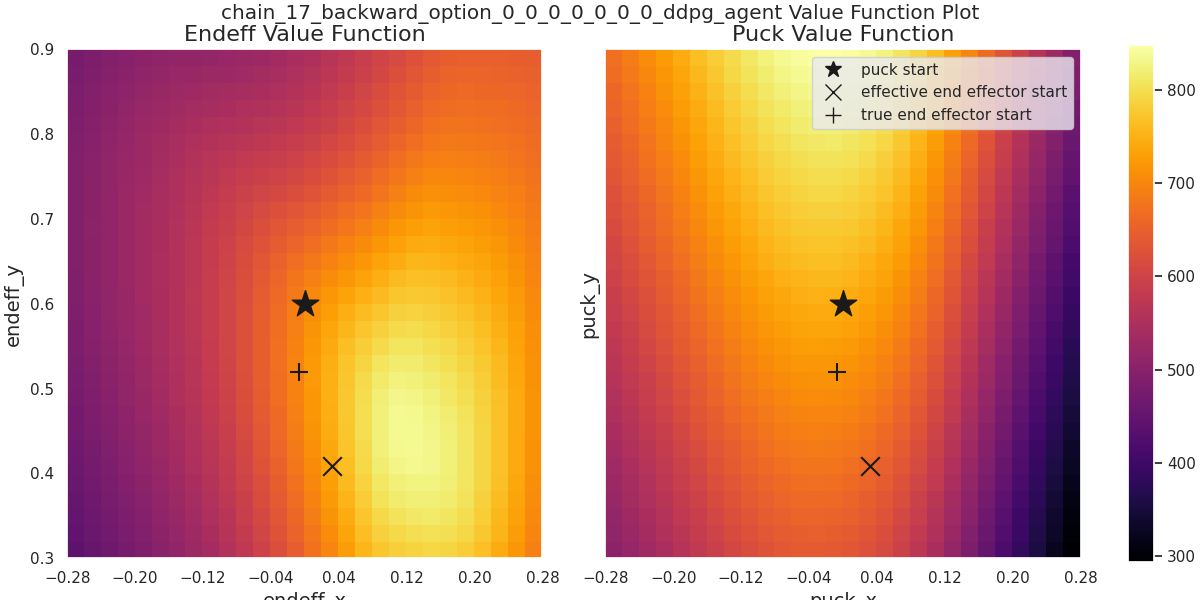 chain_17_backward_option_0_0_0_0_0_0_0_ddpg_agent Value Function Plot
Endeff Value Function
Puck Value Function
puck start
effective end effector start
true end effector start
endeff_y
0.9
0.8
0.7
0.6
0.5
0.4
0.3
−0.28 −0.20 −0.12 −0.04 0.04 0.12 0.20 0.28
endeff_x
puck_y
−0.28 −0.20 −0.12 −0.04 0.04 0.12 0.20 0.28
puck_x
800
700
600
500
400
300